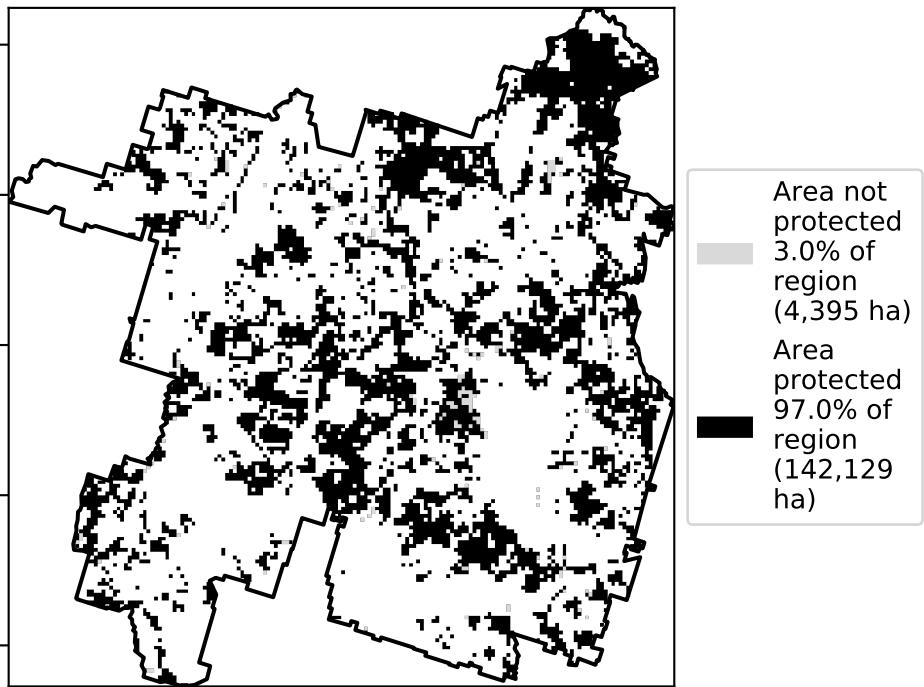 Area not
protected
3.0% of
region
(4,395 ha)
Area
protected
97.0% of
region
(142,129
ha)